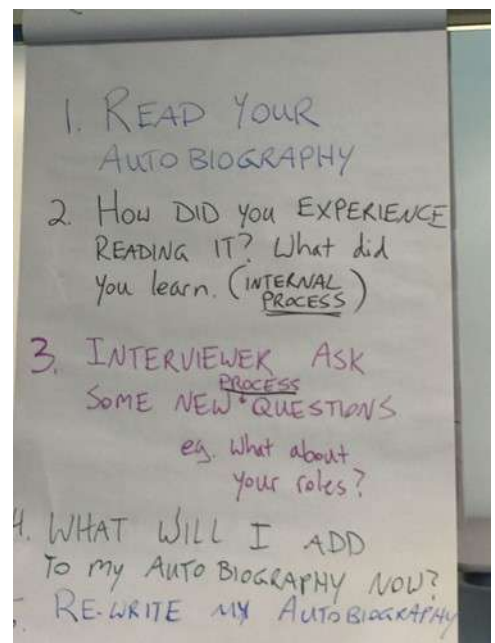 1. READ YOUR
AUTOBIOGRAPHY
2. HOW DID you EXPERIENCE
READING IT? What did
you learn. (INTERNAL
PROCESS)
3. INTERVIEWER ASK
PROCESS
SOME NEW QUESTIONS
eg. What about
your roles?
4. WHAT WILL I ADD
To my AUTOBIOGRAPHY NOW?
5. RE-WRITE MY AUTOBIOGRAPHY